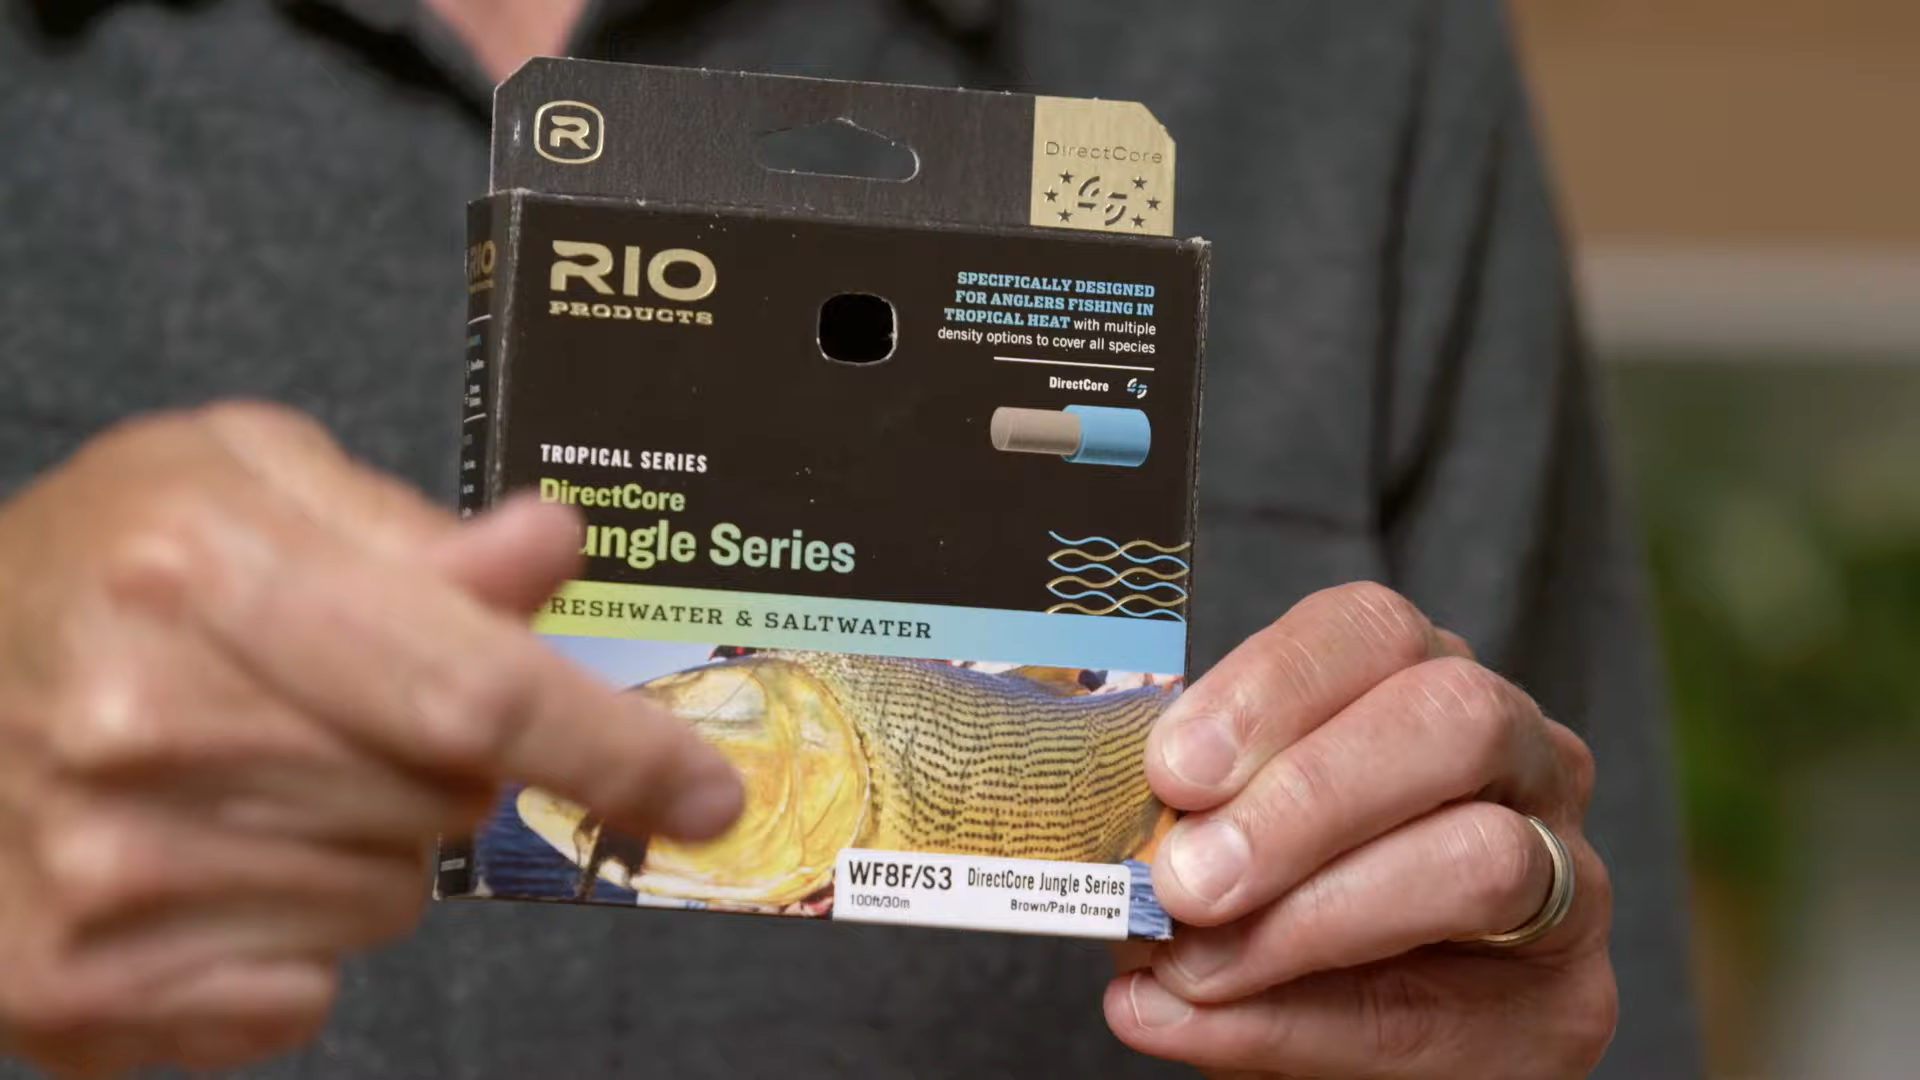 R
DirectCore
RIO
PRODUCTS
SPECIFICALLY DESIGNED
FOR ANGLERS FISHING IN
TROPICAL HEAT with multiple
density options to cover all species
DirectCore
TROPICAL SERIES
DirectCore
ungle Series
RESHWATER & SALTWATER
WF8F/S3 DirectCore Jungle Series
100ft/30m Brown/Pale Orange